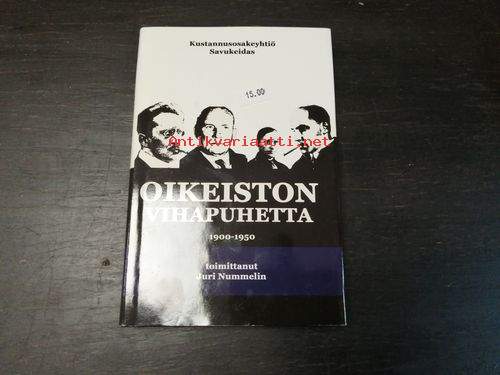 Kustannusosakeyhtiö
Savukeidas
15.00
antikvariaatti.net
OIKEISTON
VIHAPUHETTA
1900-1950
toimittanut
Juri Nummelin